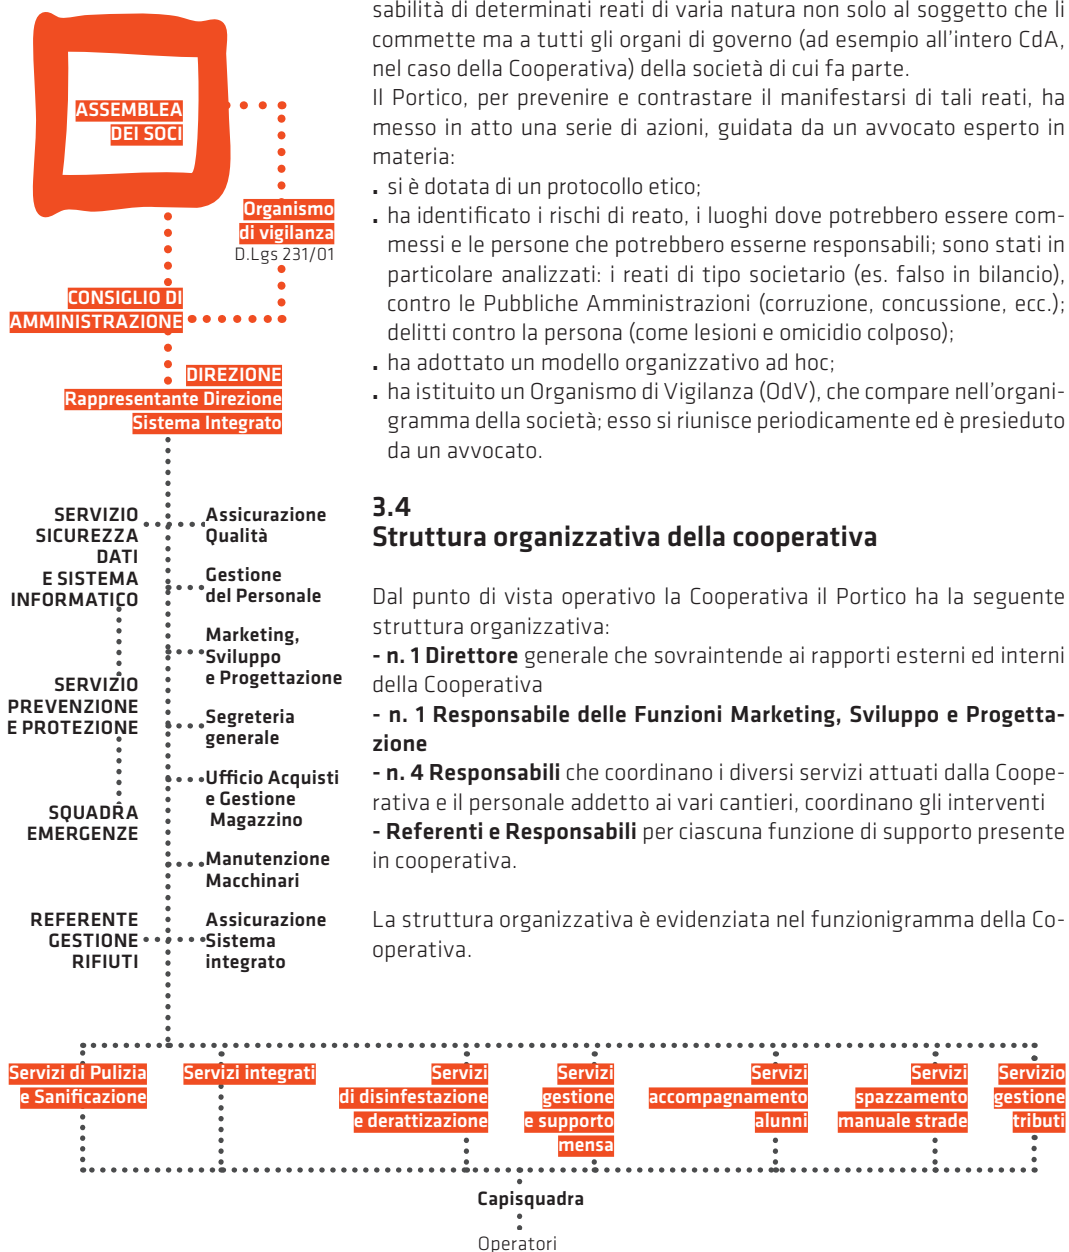 sabilità di determinati reati di varia natura non solo al soggetto che li
commette ma a tutti gli organi di governo (ad esempio all'intero CdA,
nel caso della Cooperativa) della società di cui fa parte.
Il Portico, per prevenire e contrastare il manifestarsi di tali reati, ha
messo in atto una serie di azioni, guidata da un avvocato esperto in
materia:
. si è dotata di un protocollo etico;
. ha identificato i rischi di reato, i luoghi dove potrebbero essere com-
messi e le persone che potrebbero esserne responsabili; sono stati in
particolare analizzati: i reati di tipo societario (es. falso in bilancio),
contro le Pubbliche Amministrazioni (corruzione, concussione, ecc.);
delitti contro la persona (come lesioni e omicidio colposo);
. ha adottato un modello organizzativo ad hoc;
. ha istituito un Organismo di Vigilanza (OdV), che compare nell'organi-
gramma della società; esso si riunisce periodicamente ed è presieduto
da un avvocato.
3.4
Struttura organizzativa della cooperativa
Dal punto di vista operativo la Cooperativa il Portico ha la seguente
struttura organizzativa:
- n. 1 Direttore generale che sovraintende ai rapporti esterni ed interni
della Cooperativa
- n. 1 Responsabile delle Funzioni Marketing, Sviluppo e Progetta-
zione
- n. 4 Responsabili che coordinano i diversi servizi attuati dalla Coope-
rativa e il personale addetto ai vari cantieri, coordinano gli interventi
- Referenti e Responsabili per ciascuna funzione di supporto presente
in cooperativa.
La struttura organizzativa è evidenziata nel funzionigramma della Co-
operativa.
ASSEMBLEA
DEI SOCI
Organismo
di vigilanza
D.Lgs 231/01
CONSIGLIO DI
AMMINISTRAZIONE
DIREZIONE
Rappresentante Direzione
Sistema Integrato
SERVIZIO
SICUREZZA
DATI
E SISTEMA
INFORMATICO
SERVIZIO
PREVENZIONE
E PROTEZIONE
SQUADRA
EMERGENZE
REFERENTE
GESTIONE
RIFIUTI
Assicurazione
Qualità
Gestione
del Personale
Marketing,
Sviluppo
e Progettazione
Segreteria
generale
Ufficio Acquisti
e Gestione
Magazzino
Manutenzione
Macchinari
Assicurazione
Sistema
integrato
Servizi di Pulizia
e Sanificazione
Servizi integrati
Servizi
di disinfestazione
e derattizazione
Servizi
gestione
e supporto
mensa
Servizi
accompagnamento
alunni
Servizi
spazzamento
manuale strade
Servizio
gestione
tributi
Capisquadra
Operatori